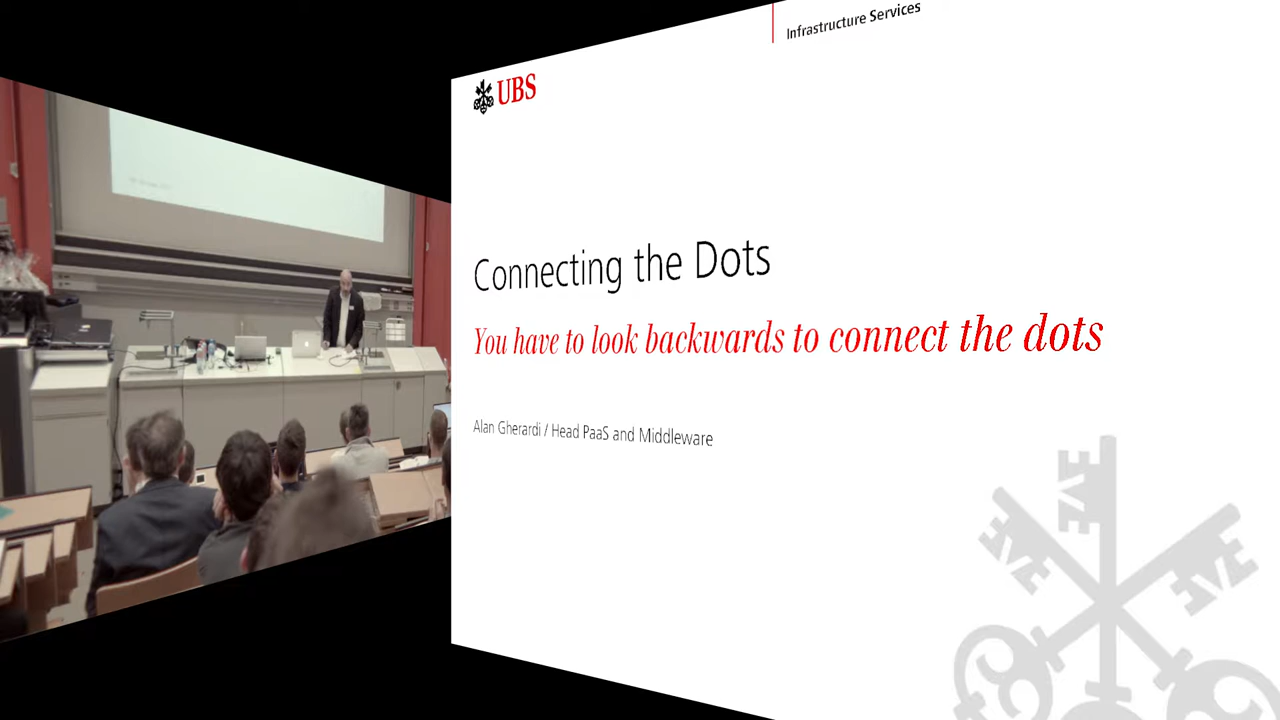 Infrastructure Services
UBS
Connecting the Dots
You have to look backwards to connect the dots
Alan Gherardi / Head PaaS and Middleware